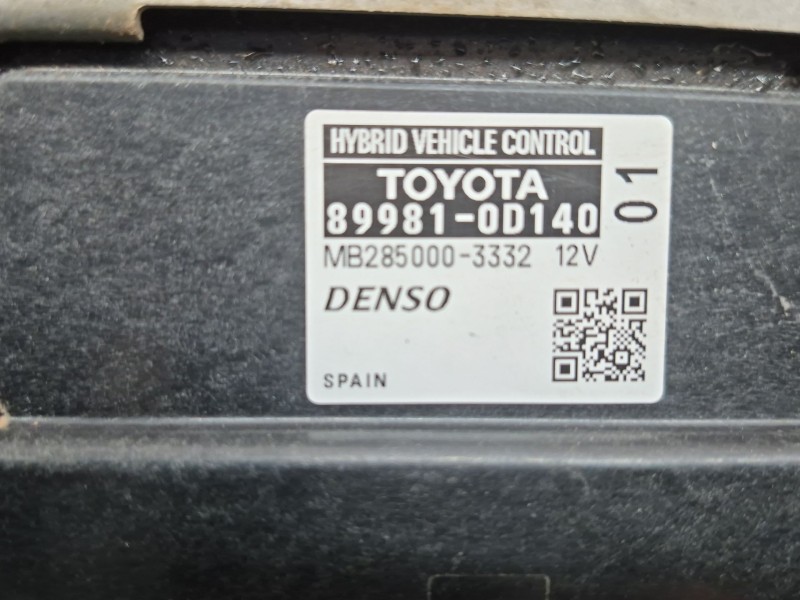 HYBRID VEHICLE CONTROL
TOYOTA
89981-0D140
01
MB285000-3332 12V
DENSO
SPAIN